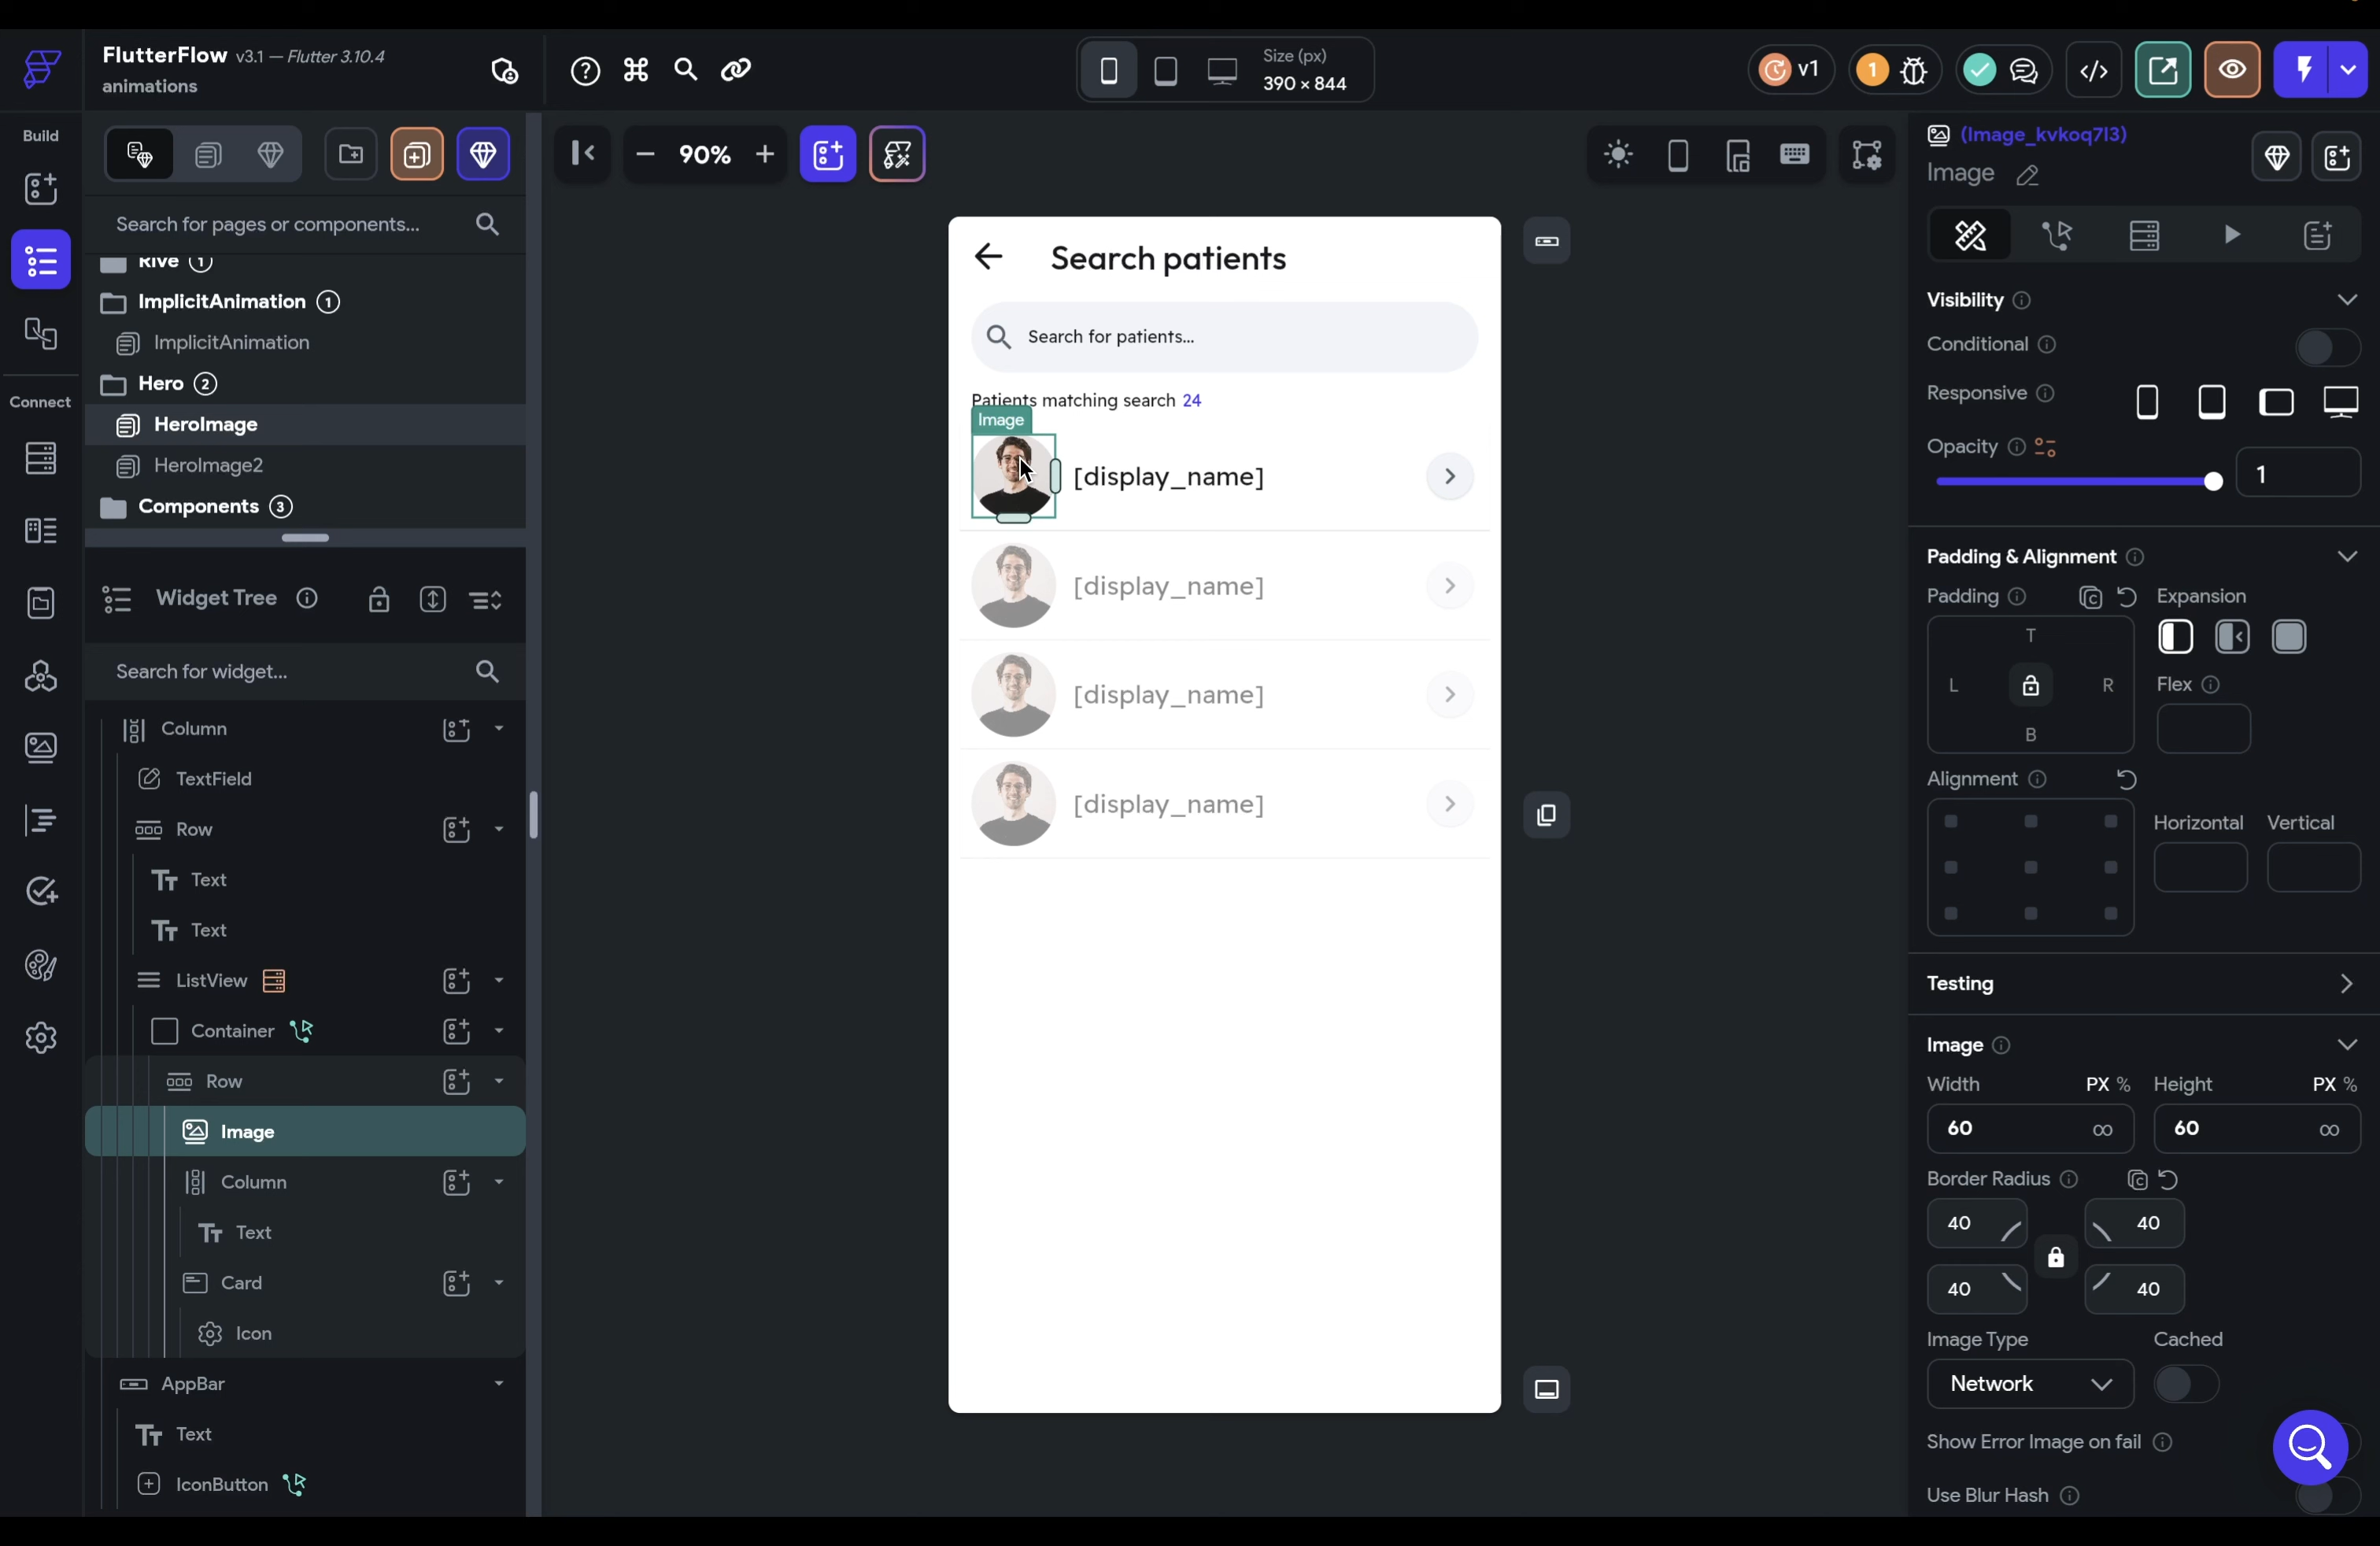 FlutterFlow v3.1 — Flutter 3.10.4
animations
Size (px)
390 × 844
v1
1
Build
Connect
Search for pages or components...
Rive 1
ImplicitAnimation 1
ImplicitAnimation
Hero 2
HeroImage
HeroImage2
Components 3
Widget Tree
Search for widget...
Column
TextField
Row
Text
Text
ListView
Container
Row
Image
Column
Text
Card
Icon
AppBar
Text
IconButton
90%
Search patients
Search for patients...
Patients matching search 24
Image
[display_name]
[display_name]
[display_name]
[display_name]
(Image_kvkoq7l3)
Image
Visibility
Conditional
Responsive
Opacity
1
Padding & Alignment
Padding
Expansion
T
L
R
B
Flex
Alignment
Horizontal Vertical
Testing
Image
Width PX % Height PX %
60 ∞ 60 ∞
Border Radius
40 40
40 40
Image Type Cached
Network
Show Error Image on fail
Use Blur Hash